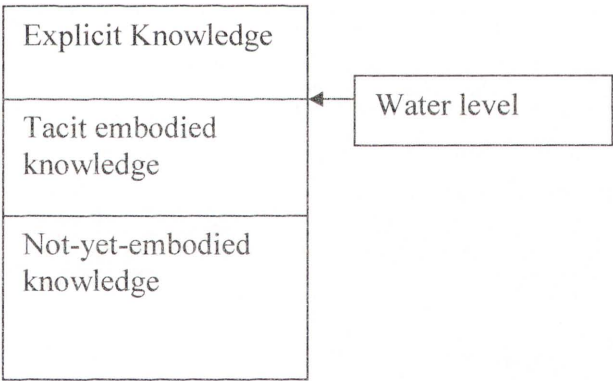 Explicit Knowledge
Water level
Tacit embodied
knowledge
Not-yet-embodied
knowledge